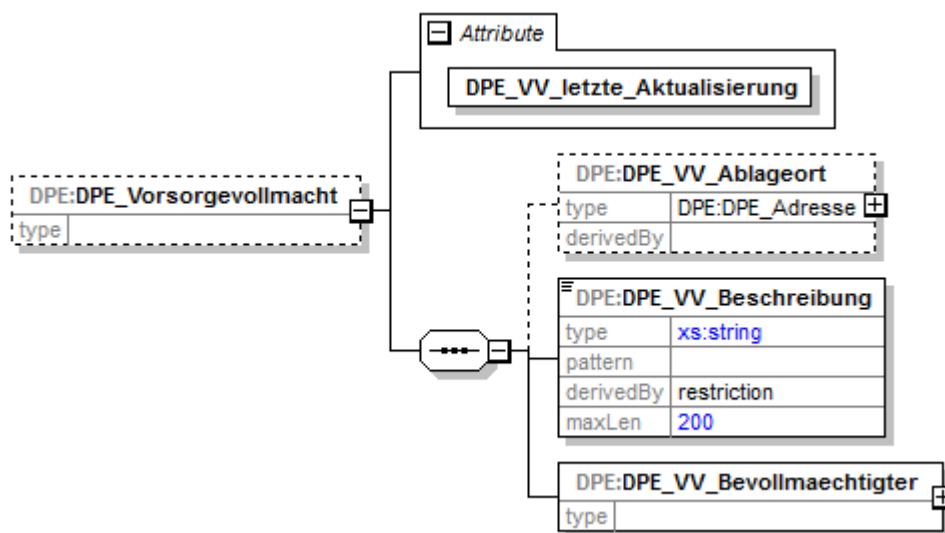 Attribute
DPE_VV_letzte_Aktualisierung
DPE:DPE_Vorsorgevollmacht
type
DPE:DPE_VV_Ablageort
type DPE:DPE_Adresse
derivedBy
DPE:DPE_VV_Beschreibung
type xs:string
pattern
derivedBy restriction
maxLen 200
DPE:DPE_VV_Bevollmaechtigter
type